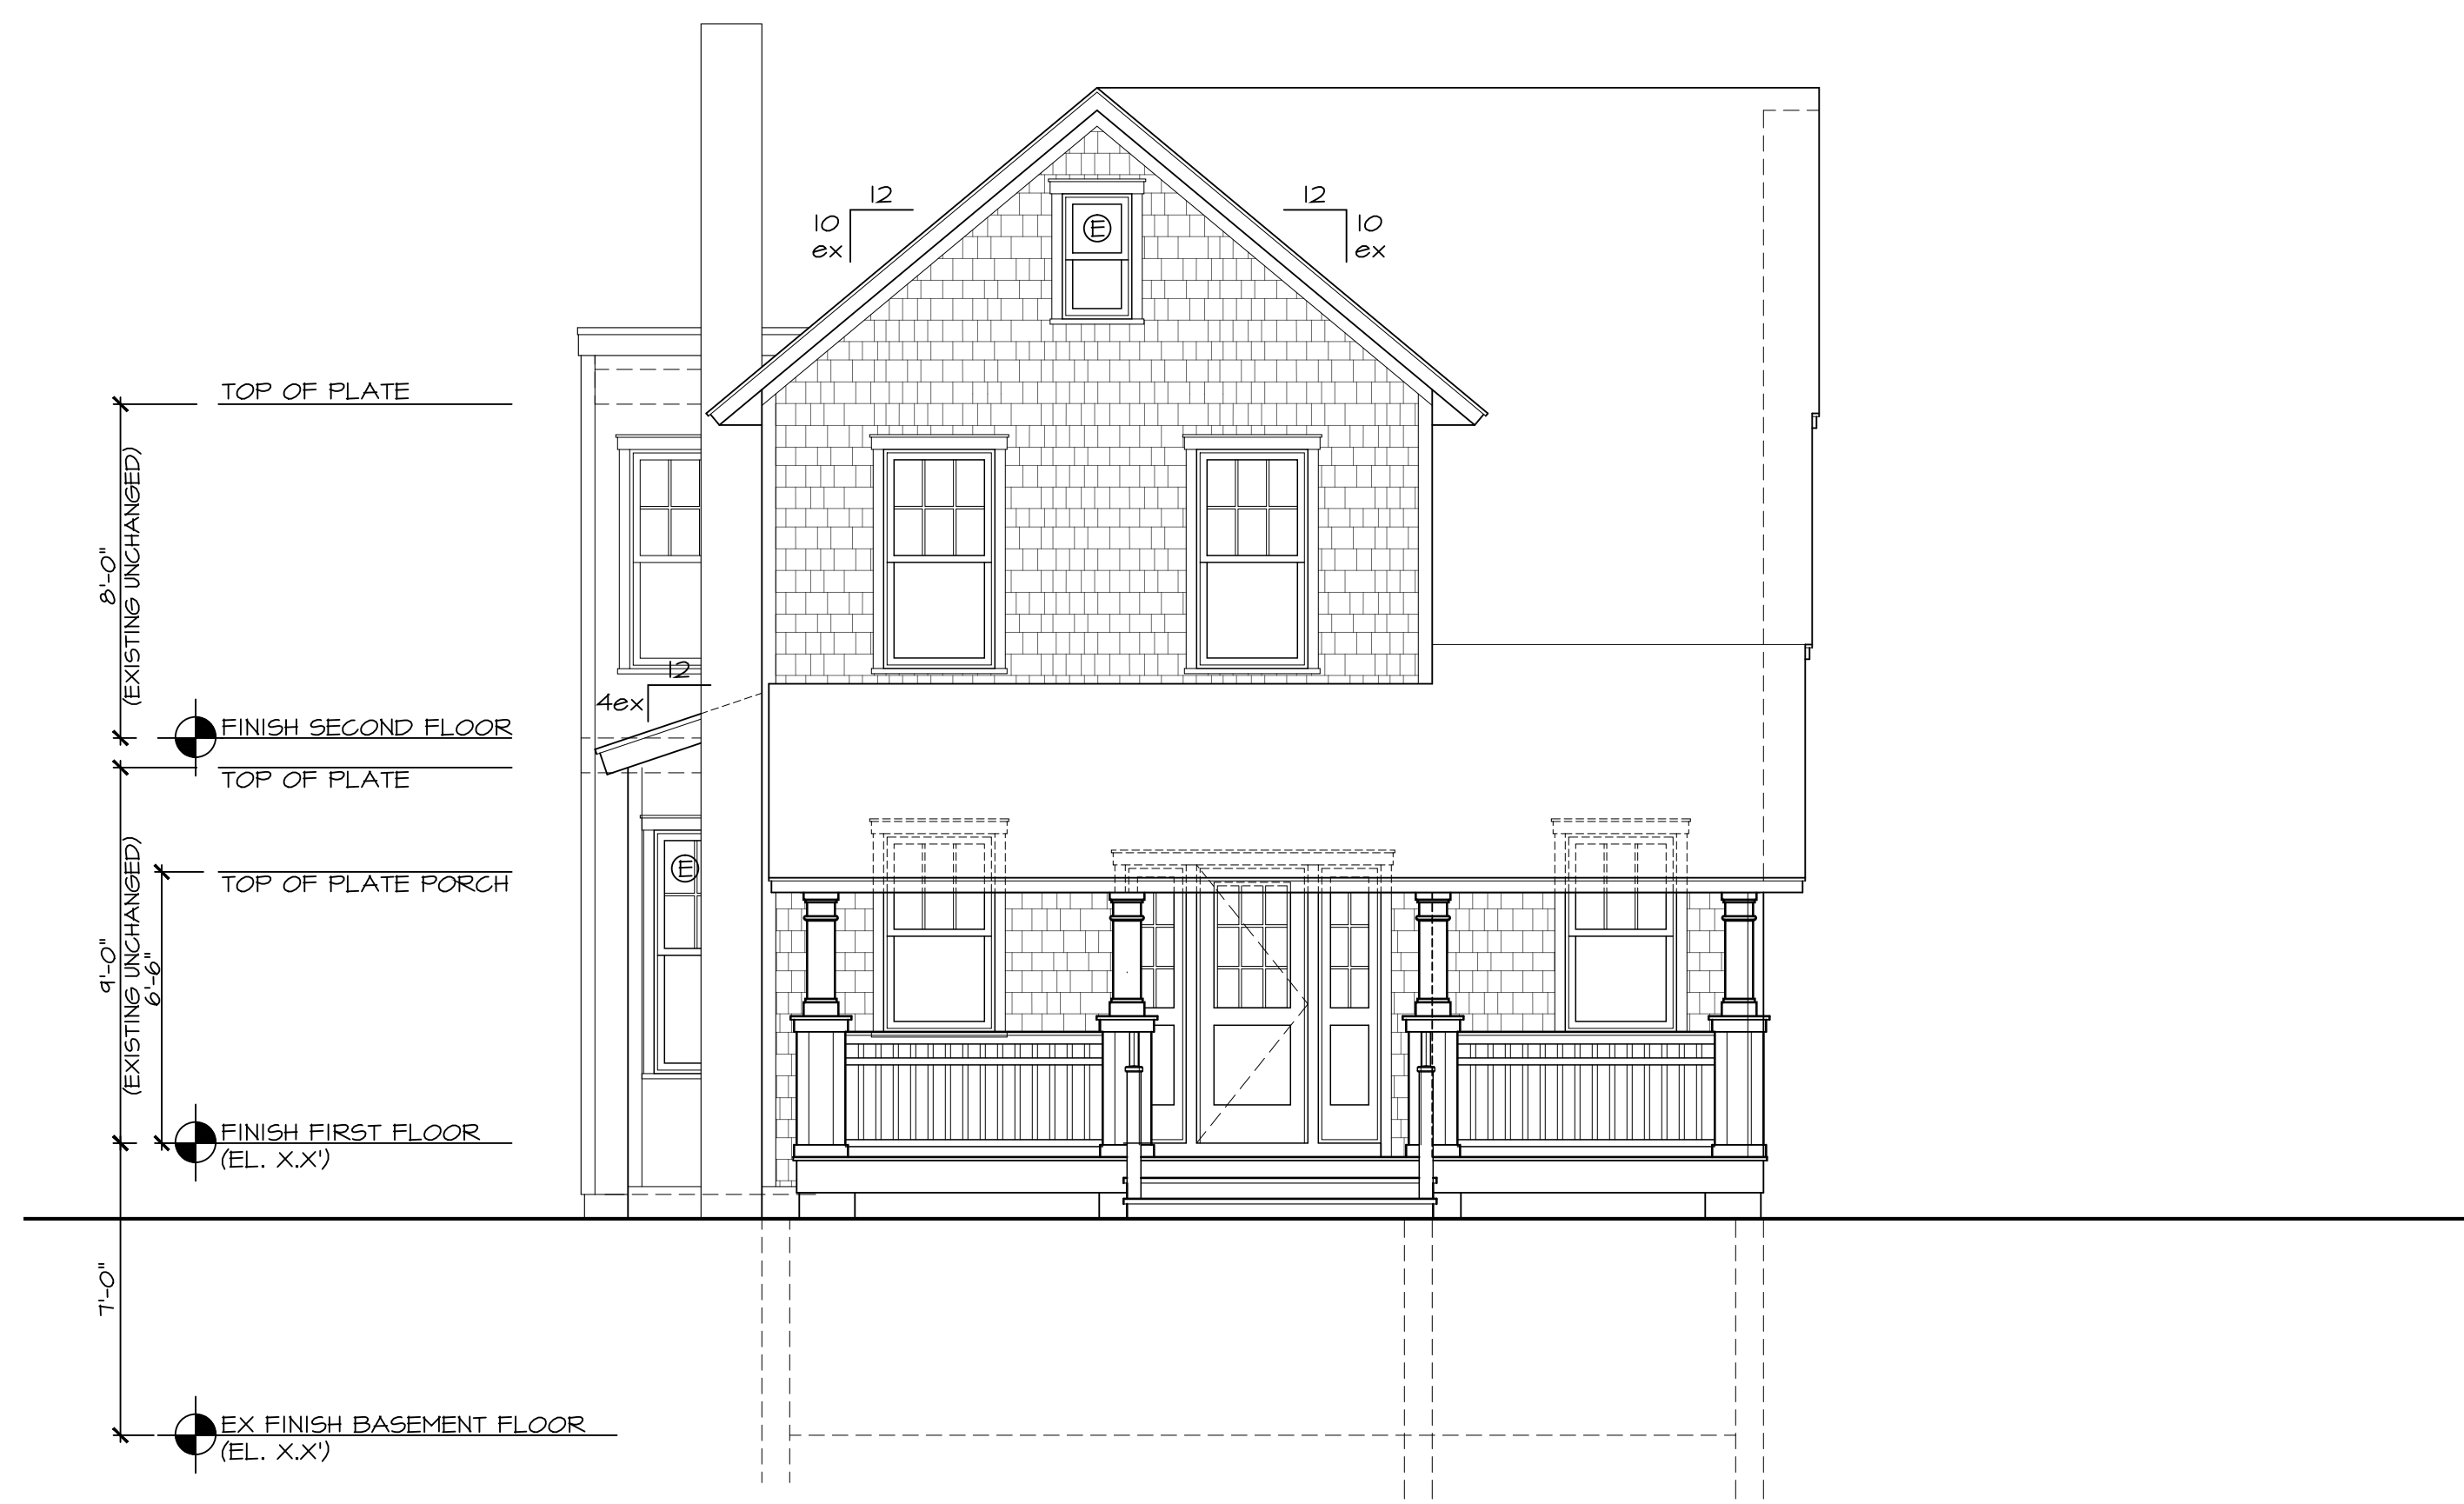 12
12
10
ex
E
10
ex
TOP OF PLATE
8'-0"
(EXISTING UNCHANGED)
12
4ex
FINISH SECOND FLOOR
TOP OF PLATE
E
TOP OF PLATE PORCH
9'-0"
(EXISTING UNCHANGED)
6'-6"
FINISH FIRST FLOOR
(EL. X.X')
7'-0"
EX FINISH BASEMENT FLOOR
(EL. X.X')